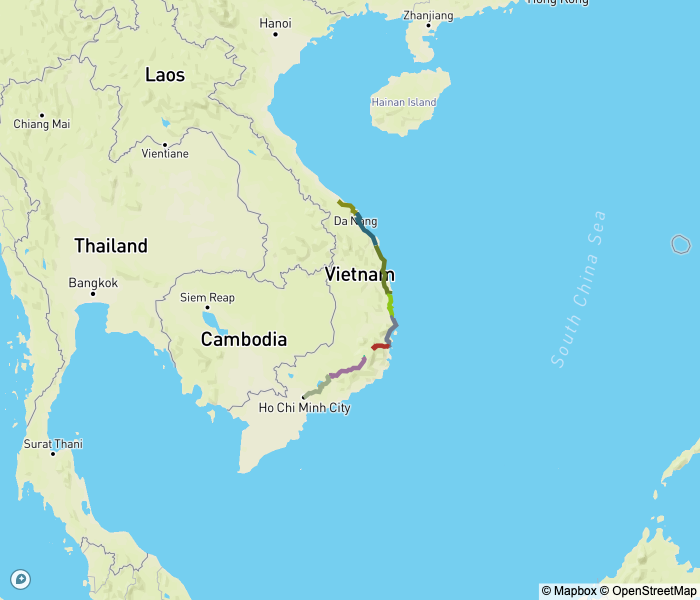 Hong Kong
Zhanjiang
Hanoi
Laos
Hainan Island
Chiang Mai
Vientiane
Da Nang
South China Sea
Thailand
Vietnam
Bangkok
Siem Reap
Cambodia
Ho Chi Minh City
Surat Thani
© Mapbox © OpenStreetMap